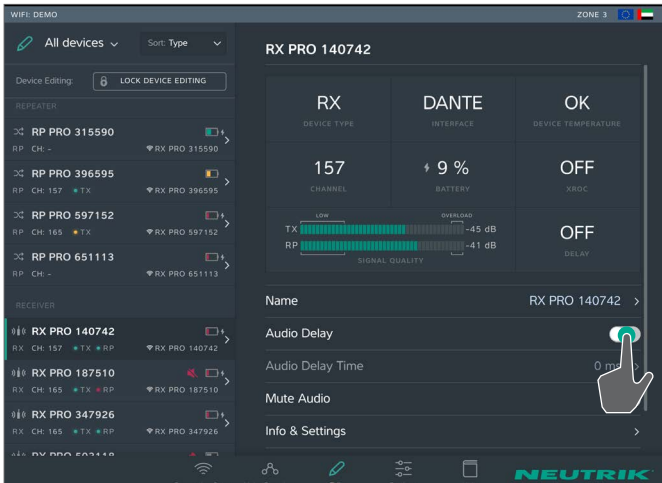 WIFI: DEMO
ZONE 3
All devices
Sort: Type
Device Editing:
LOCK DEVICE EDITING
REPEATER
RP PRO 315590
RP CH: -
RX PRO 315590
RP PRO 396595
RP CH: 157 TX
RX PRO 396595
RP PRO 597152
RP CH: 165 TX
RX PRO 597152
RP PRO 651113
RP CH: -
RX PRO 651113
RECEIVER
RX PRO 140742
RX CH: 157 TX RP
RX PRO 140742
RX PRO 187510
RX CH: 165 TX RP
RX PRO 187510
RX PRO 347926
RX CH: 165 TX RP
RX PRO 347926
RX PRO 140742
RX
DEVICE TYPE
DANTE
INTERFACE
OK
DEVICE TEMPERATURE
157
CHANNEL
9 %
BATTERY
OFF
XROC
LOW
OVERLOAD
TX
-45 dB
RP
-41 dB
SIGNAL QUALITY
OFF
DELAY
Name
RX PRO 140742
Audio Delay
Audio Delay Time
0 ms
Mute Audio
Info & Settings
NEUTRIK